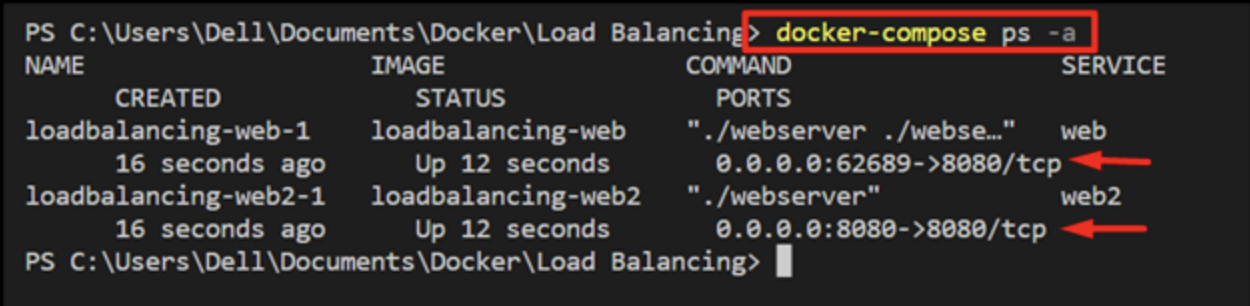 PS C:\Users\Dell\Documents\Docker\Load Balancing> docker-compose ps -a
NAME IMAGE COMMAND SERVICE
CREATED STATUS PORTS
loadbalancing-web-1 loadbalancing-web "./webserver ./webse…" web
16 seconds ago Up 12 seconds 0.0.0.0:62689->8080/tcp
loadbalancing-web2-1 loadbalancing-web2 "./webserver" web2
16 seconds ago Up 12 seconds 0.0.0.0:8080->8080/tcp
PS C:\Users\Dell\Documents\Docker\Load Balancing>